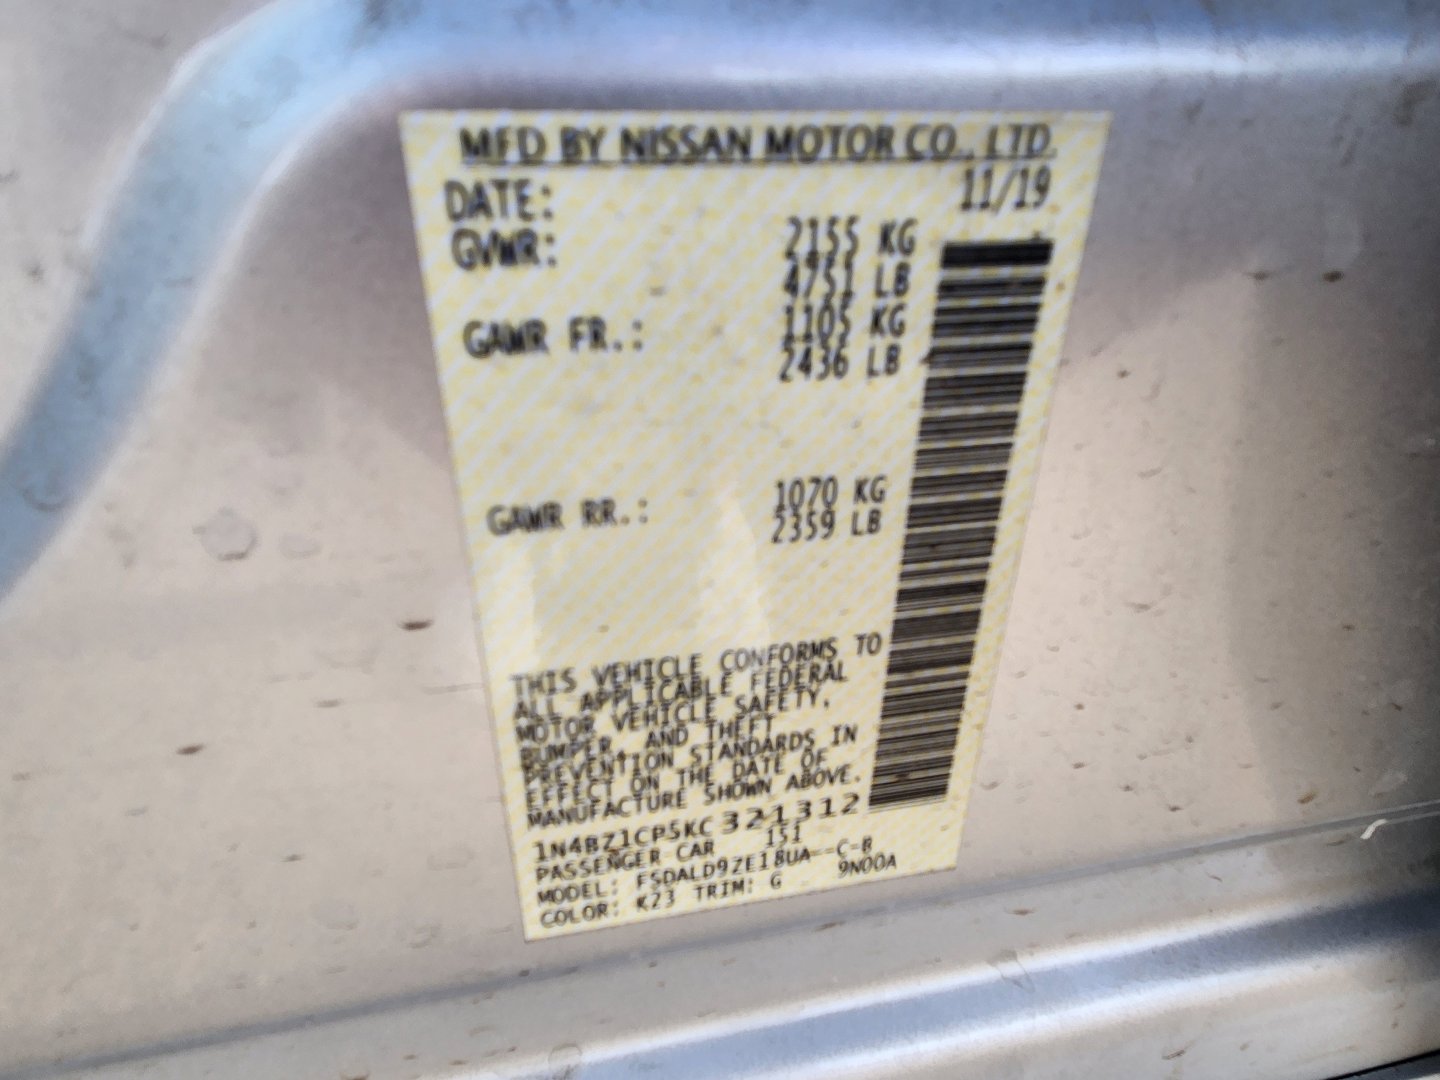 MFD BY NISSAN MOTOR CO., LTD.
DATE: 11/19
GVWR: 2155 KG
4751 LB
GAWR FR.: 1105 KG
2436 LB
GAWR RR.: 1070 KG
2359 LB
THIS VEHICLE CONFORMS TO
ALL APPLICABLE FEDERAL
MOTOR VEHICLE SAFETY,
BUMPER, AND THEFT
PREVENTION STANDARDS IN
EFFECT ON THE DATE OF
MANUFACTURE SHOWN ABOVE.
1N4BZ1CP5KC321312
PASSENGER CAR 151
MODEL: FSDALD9ZE18UA--C-B
COLOR: K23 TRIM: G 9N00A